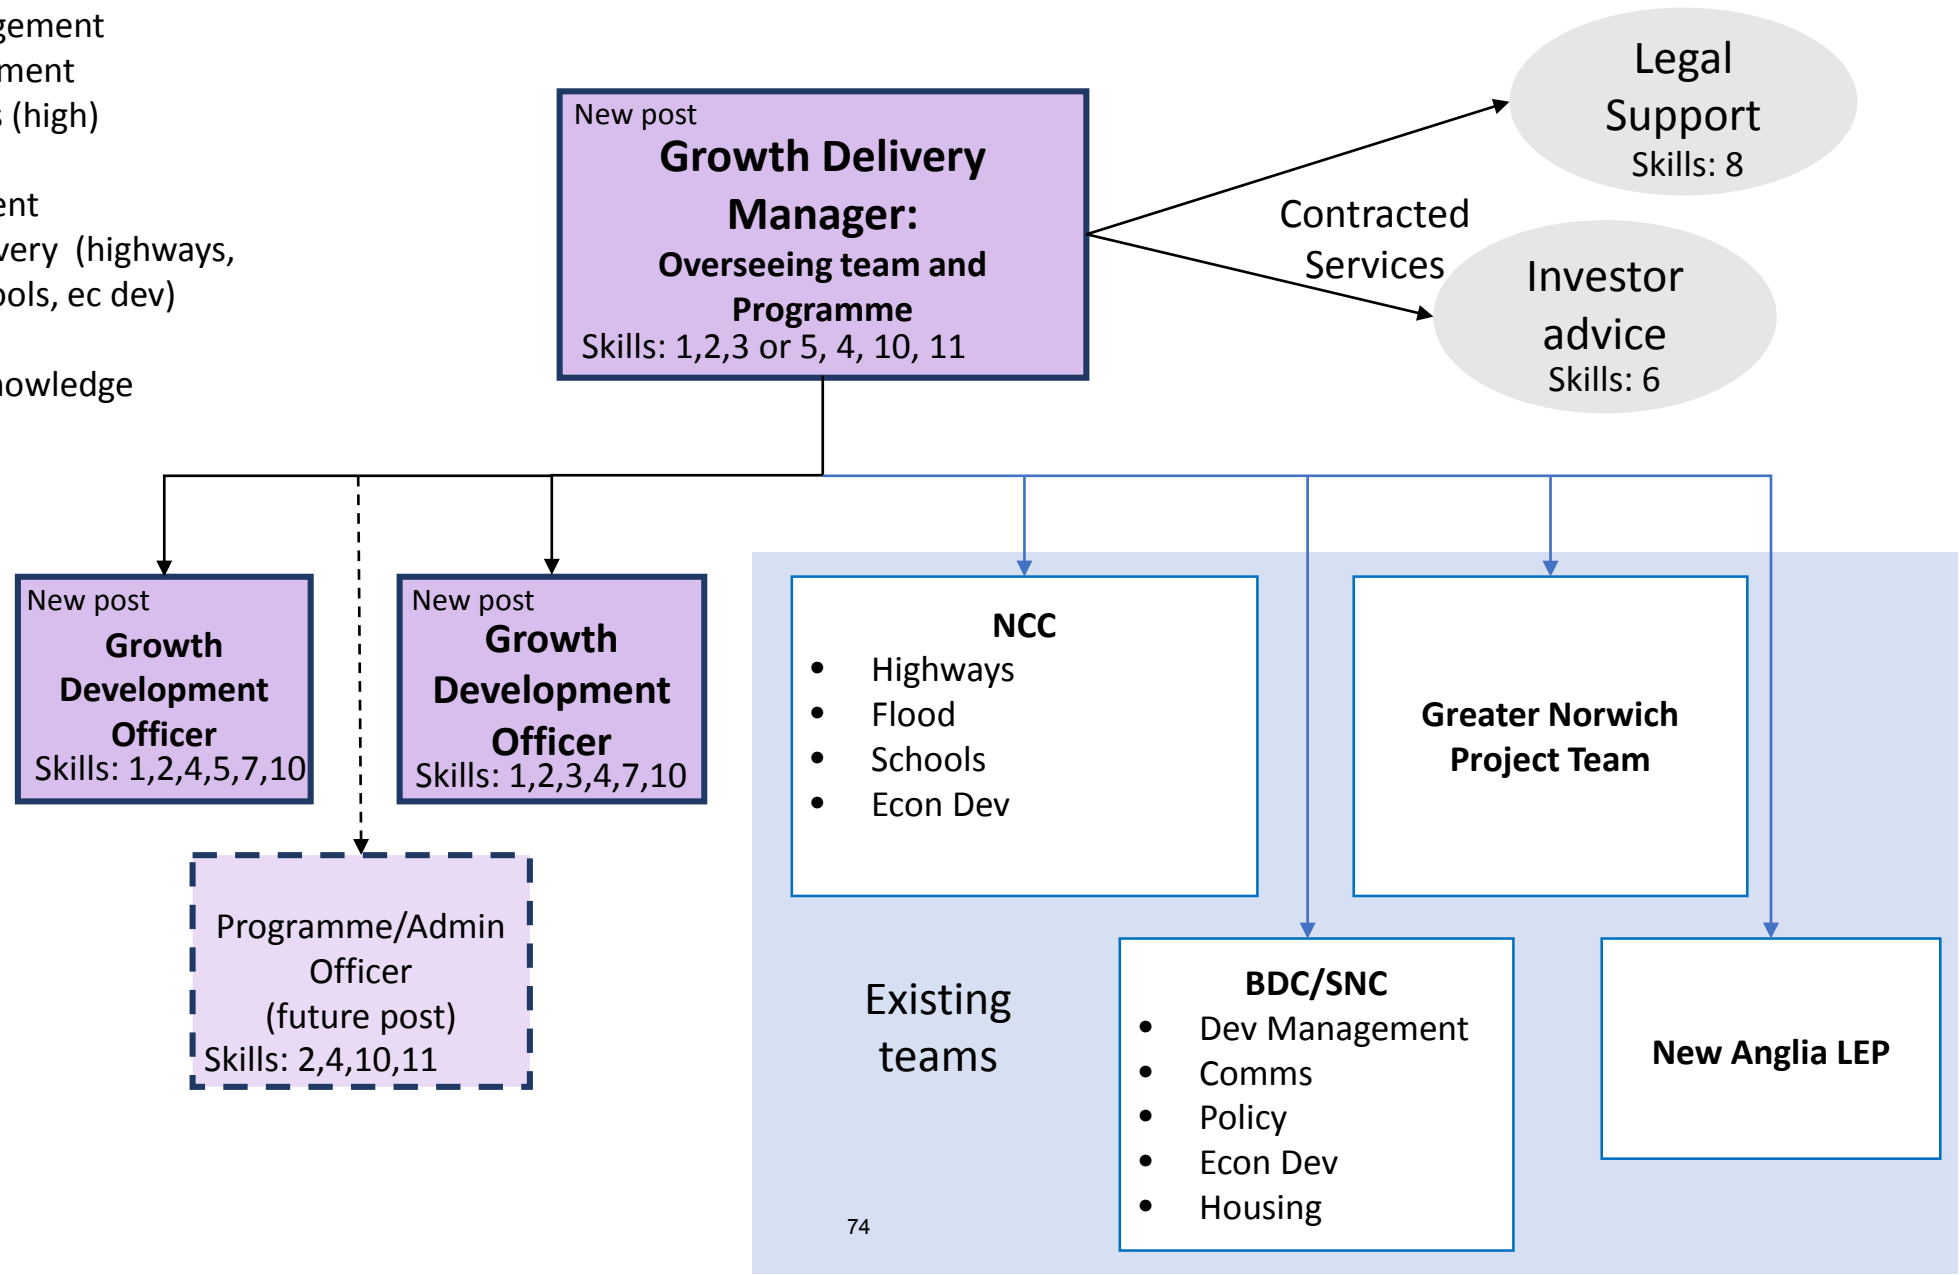 gement
ment
s (high)
ent
very (highways,
ools, ec dev)
nowledge
New post
Growth Delivery
Manager:
Overseeing team and
Programme
Skills: 1,2,3 or 5, 4, 10, 11
Contracted
Services
Legal
Support
Skills: 8
Investor
advice
Skills: 6
New post
Growth
Development
Officer
Skills: 1,2,4,5,7,10
New post
Growth
Development
Officer
Skills: 1,2,3,4,7,10
Programme/Admin
Officer
(future post)
Skills: 2,4,10,11
NCC
• Highways
• Flood
• Schools
• Econ Dev
Greater Norwich
Project Team
Existing
teams
BDC/SNC
• Dev Management
• Comms
• Policy
• Econ Dev
• Housing
New Anglia LEP
74